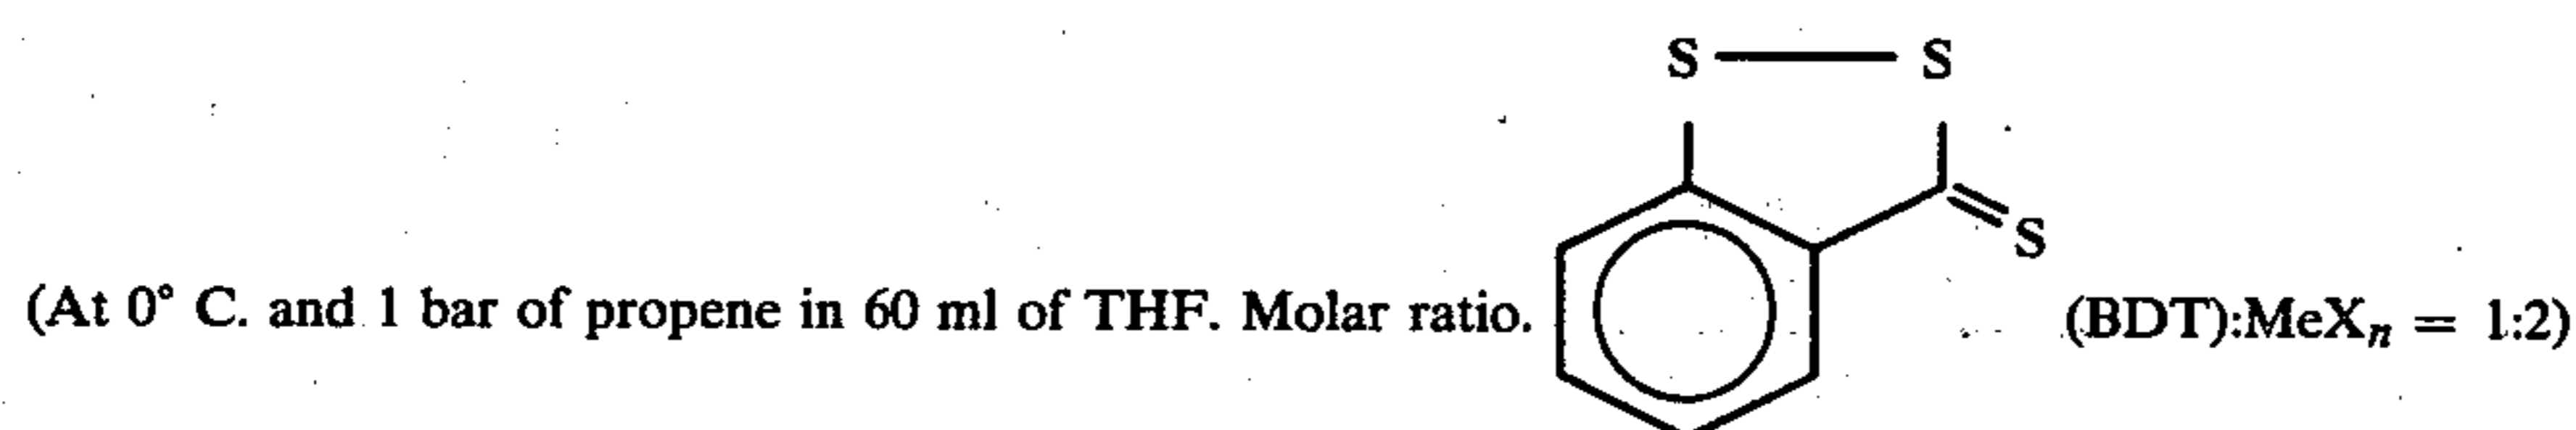 S S
S
(At 0° C. and 1 bar of propene in 60 ml of THF. Molar ratio. (BDT):MeXn = 1:2)